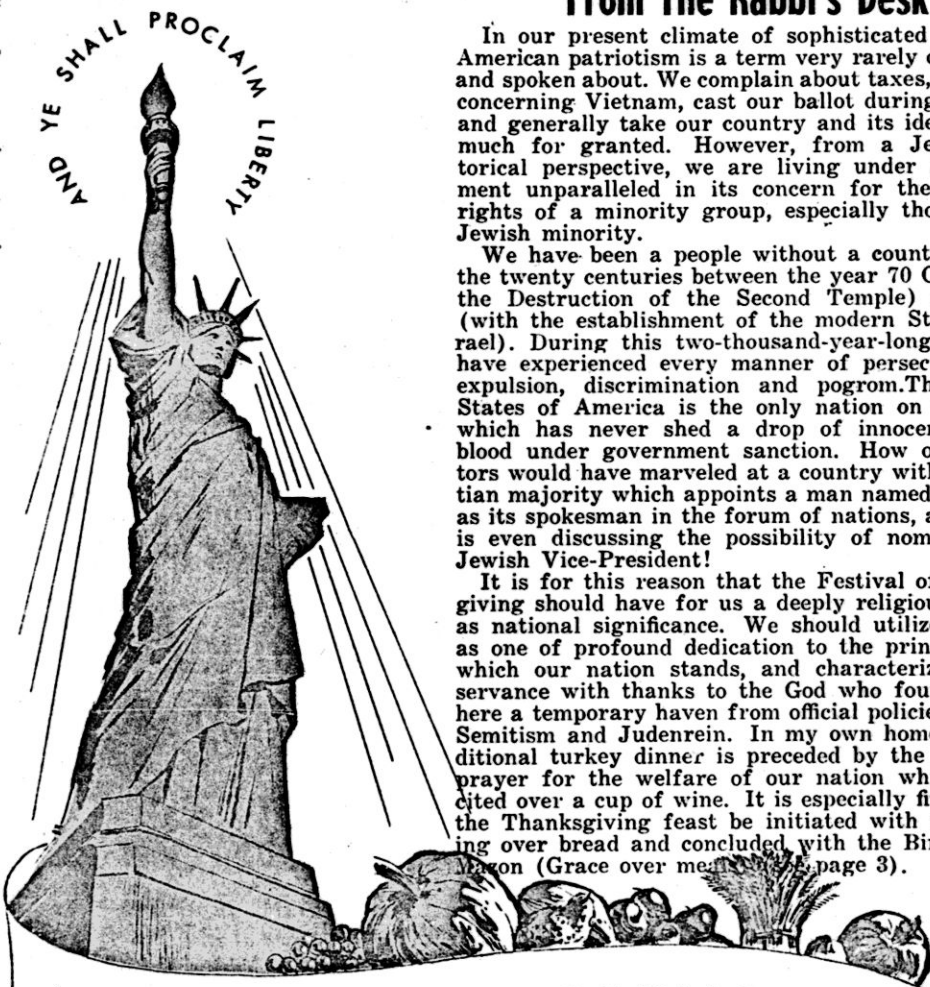 AND YE SHALL PROCLAIM LIBERTY
From The Rabbi's Desk
In our present climate of sophisticated
American patriotism is a term very rarely
and spoken about. We complain about taxes,
concerning Vietnam, cast our ballot during
and generally take our country and its ide
much for granted. However, from a Je
torical perspective, we are living under
ment unparalleled in its concern for the
rights of a minority group, especially tho
Jewish minority.
We have been a people without a count
the twenty centuries between the year 70 C
the Destruction of the Second Temple)
(with the establishment of the modern St
rael). During this two-thousand-year-long
have experienced every manner of persec
expulsion, discrimination and pogrom.Th
States of America is the only nation on
which has never shed a drop of innocen
blood under government sanction. How o
tors would have marveled at a country with
tian majority which appoints a man named
as its spokesman in the forum of nations, a
is even discussing the possibility of nom
Jewish Vice-President!
It is for this reason that the Festival of
giving should have for us a deeply religiou
as national significance. We should utiliz
as one of profound dedication to the prin
which our nation stands, and characteriz
servance with thanks to the God who fou
here a temporary haven from official policie
Semitism and Judenrein. In my own home
ditional turkey dinner is preceded by the
prayer for the welfare of our nation wh
cited over a cup of wine. It is especially fi
the Thanksgiving feast be initiated with
ing over bread and concluded with the Bi
(Grace over page 3).